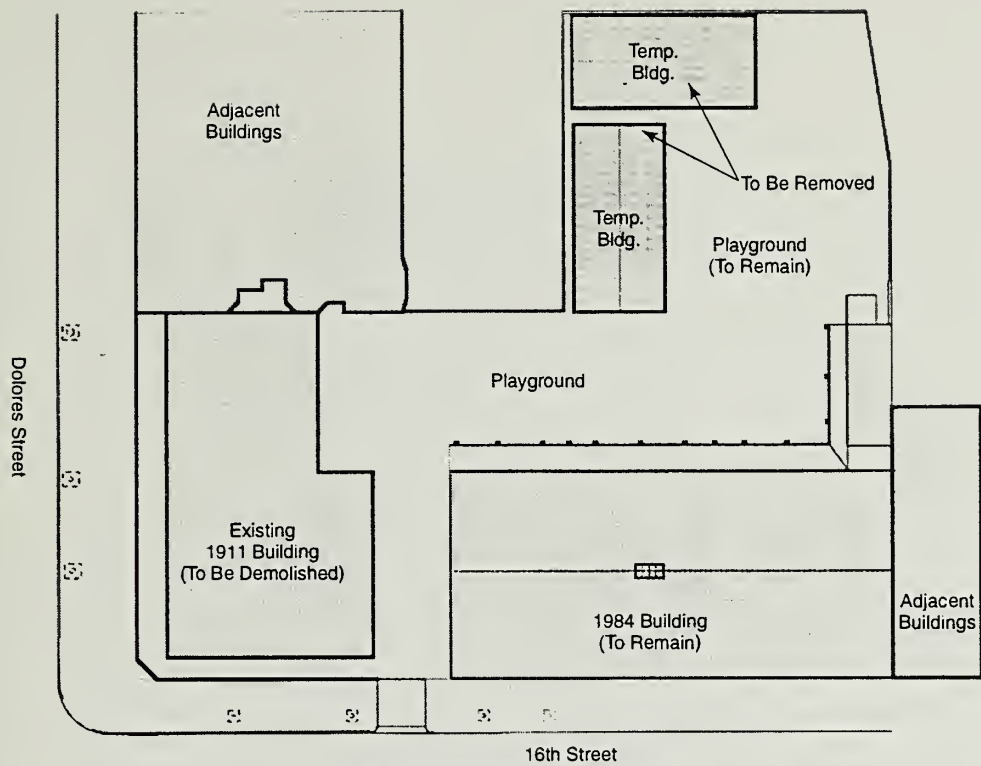 Temp.
Bldg.
Adjacent
Buildings
To Be Removed
Temp.
Bldg.
Playground
(To Remain)
Dolores Street
Playground
Existing
1911 Building
(To Be Demolished)
1984 Building
(To Remain)
Adjacent
Buildings
16th Street